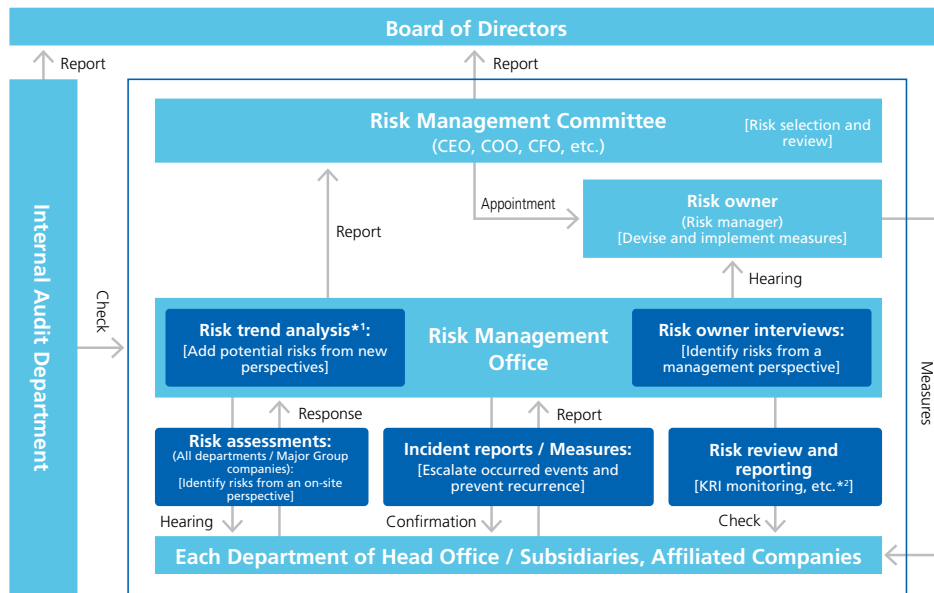 Board of Directors
Report
Report
Internal Audit Department
Check
Risk Management Committee
(CEO, COO, CFO, etc.)
[Risk selection and
review]
Appointment
Report
Risk owner
(Risk manager)
[Devise and implement measures]
Hearing
Measures
Risk trend analysis*1:
[Add potential risks from new
perspectives]
Risk Management
Office
Risk owner interviews:
[Identify risks from a
management perspective]
Response
Report
Risk assessments:
(All departments / Major Group
companies):
[Identify risks from an on-site
perspective]
Incident reports / Measures:
[Escalate occurred events and
prevent recurrence]
Risk review and
reporting
[KRI monitoring, etc.*2]
Hearing
Confirmation
Check
Each Department of Head Office / Subsidiaries, Affiliated Companies